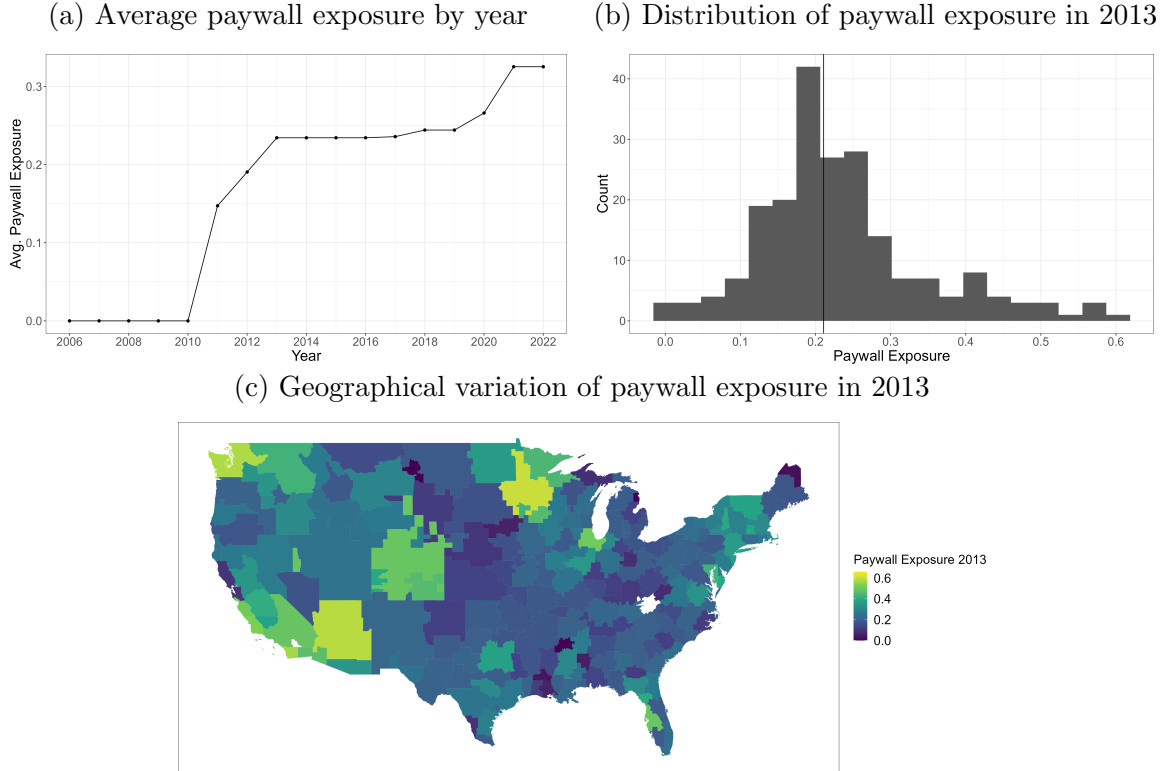 (a) Average paywall exposure by year
(b) Distribution of paywall exposure in 2013
Avg. Paywall Exposure
0.3
0.2
0.1
0.0
2006 2008 2010 2012 2014 2016 2018 2020 2022
Year
Count
40
30
20
10
0
0.0 0.1 0.2 0.3 0.4 0.5 0.6
Paywall Exposure
(c) Geographical variation of paywall exposure in 2013
Paywall Exposure 2013
0.6
0.4
0.2
0.0